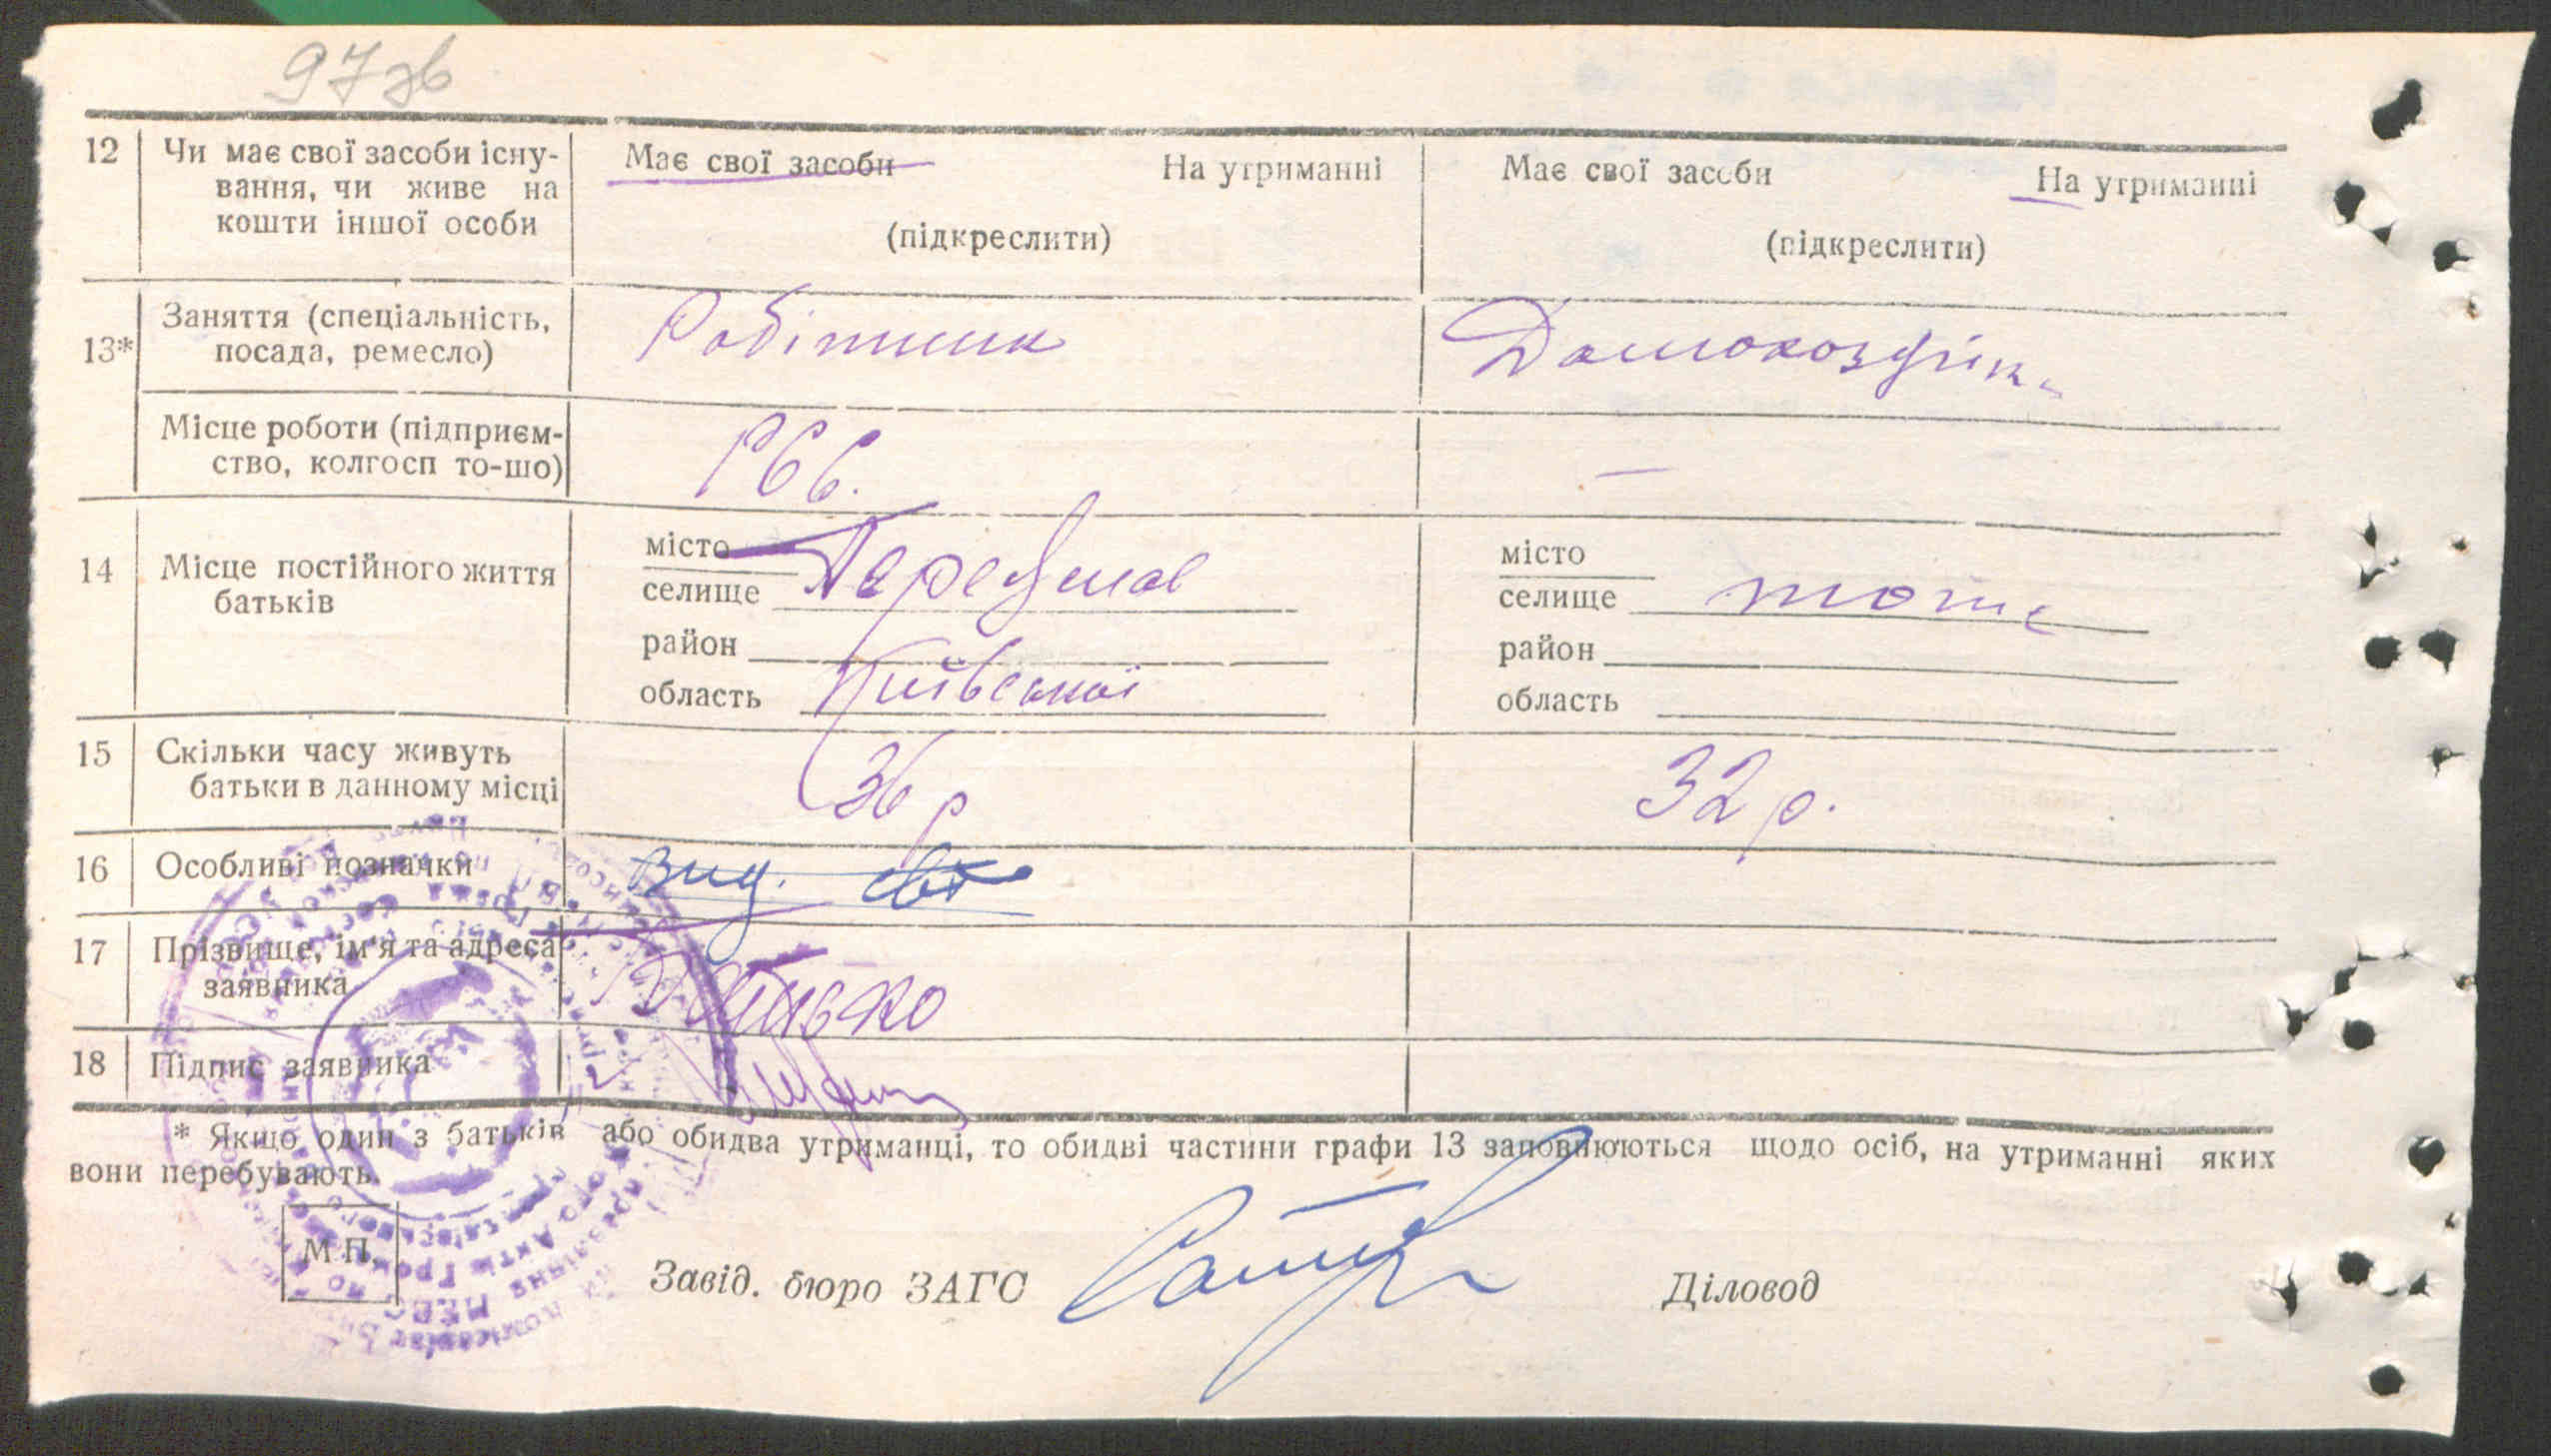 97 зв
12 Чи має свої засоби існу- Має свої засоби На утриманні Має свої засоби На утриманні
вання, чи живе на
кошти іншої особи (підкреслити) (підкреслити)
Заняття (спеціальність, Робітник Домохозяйка
13* посада, ремесло)
Місце роботи (підприєм- –
ство, колгосп то-що)
місто Переяслав місто
14 Місце постійного життя селище селище тоже
батьків
район район
область Київської область
15 Скільки часу живуть 36 р 32 р.
батьки в данному місці
16 Особливі позначки Вид.
17 Прізвище, ім'я та адреса Батько
заявника
18 Підпис заявника
* Якщо один з батьків або обидва утриманці, то обидві частини графи 13 заповнюються щодо осіб, на утриманні яких
вони перебувають.
М.П.
Завід. бюро ЗАГС Діловод